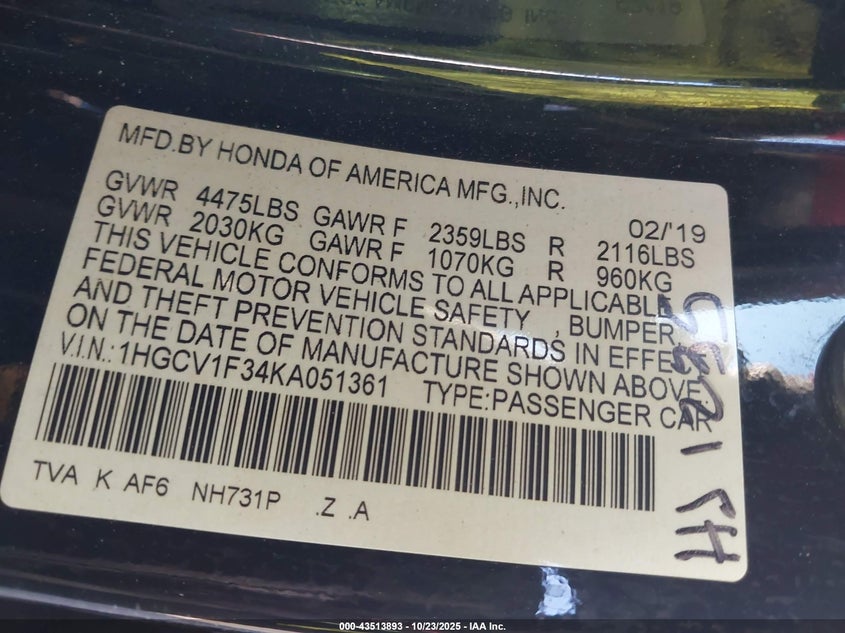 MFD.BY HONDA OF AMERICA MFG.,INC. 02/'19
GVWR 4475LBS GAWR F 2359LBS R 2116LBS
GVWR 2030KG GAWR F 1070KG R 960KG
THIS VEHICLE CONFORMS TO ALL APPLICABLE
FEDERAL MOTOR VEHICLE SAFETY , BUMPER,
AND THEFT PREVENTION STANDARDS IN EFFECT
ON THE DATE OF MANUFACTURE SHOWN ABOVE.
V.I.N.: 1HGCV1F34KA051361 TYPE:PASSENGER CAR
TVA K AF6 NH731P .Z .A
000-43513893 - 10/23/2025 - IAA Inc.